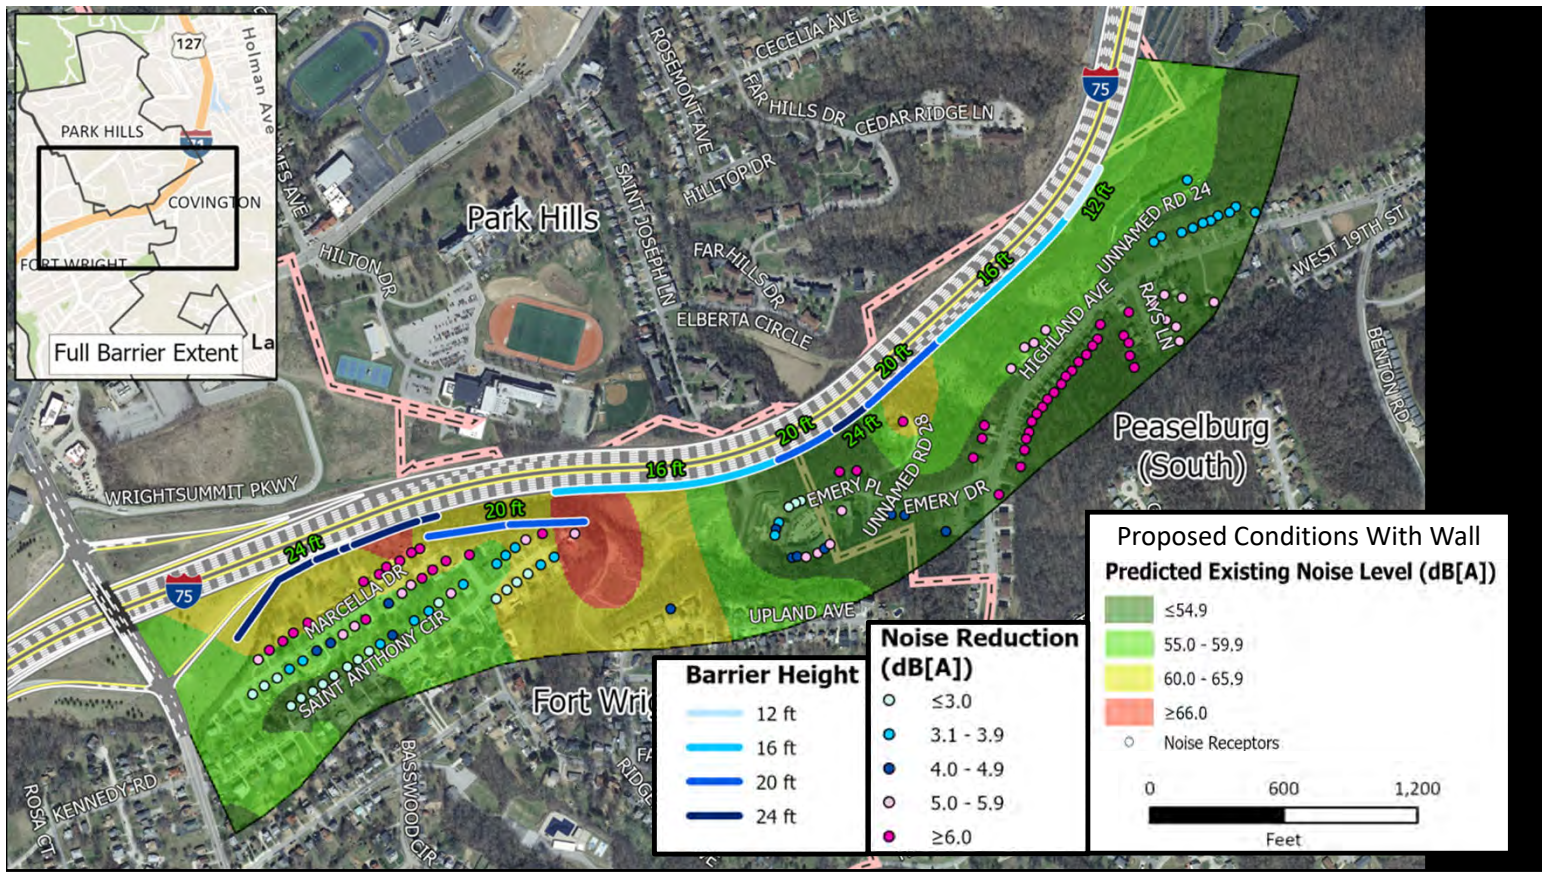 127
Holman Ave
PARK HILLS
71
COVINGTON
FORT WRIGHT
La
Full Barrier Extent
CECELIA AVE
ROSEMONT AVE
FAR HILLS DR
CEDAR RIDGE LN
HILLTOP DR
SAINT JOSEPH LN
Park Hills
HILTON DR
FAR HILLS DR
ELBERTA CIRCLE
75
12 ft
UNNAMED RD 24
WEST 19TH ST
16 ft
HIGHLAND AVE
RAYS LN
BENTON RD
20 ft
24 ft
20 ft
16 ft
Peaselburg
(South)
UNNAMED RD 28
EMERY PL
EMERY DR
WRIGHTSUMMIT PKWY
20 ft
24 ft
75
MARCELLA DR
SAINT ANTHONY CIR
UPLAND AVE
Fort Wri
KENNEDY RD
ROSA CT
BASSWOOD CIR
Barrier Height
12 ft
16 ft
20 ft
24 ft
Noise Reduction
(dB[A])
≤3.0
3.1 - 3.9
4.0 - 4.9
5.0 - 5.9
≥6.0
Proposed Conditions With Wall
Predicted Existing Noise Level (dB[A])
≤54.9
55.0 - 59.9
60.0 - 65.9
≥66.0
Noise Receptors
0 600 1,200
Feet